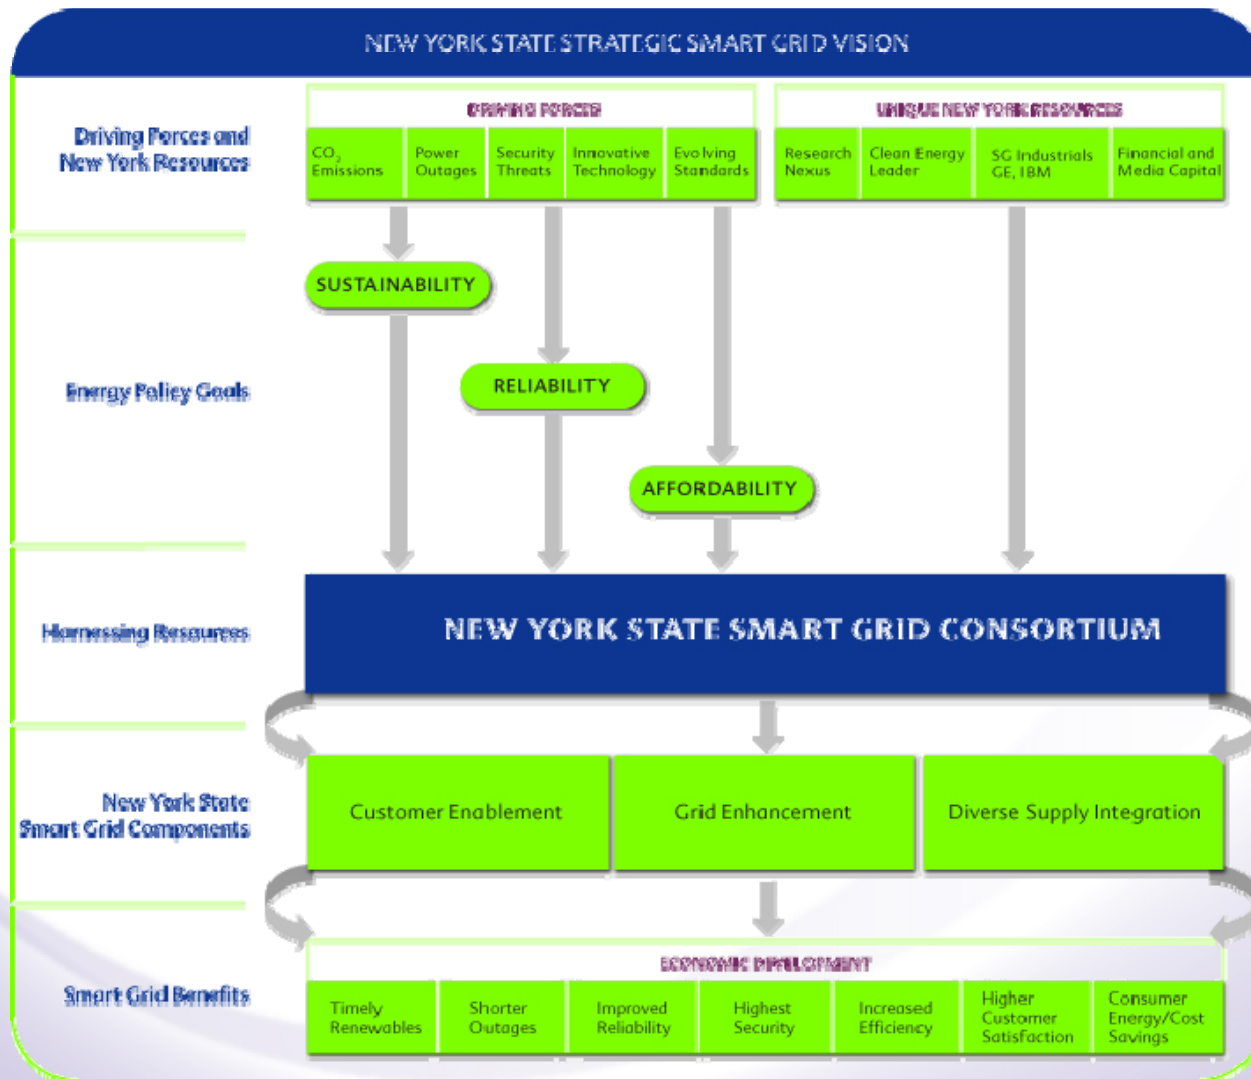 NEW YORK STATE STRATEGIC SMART GRID VISION
Driving Forces and
New York Resources
DRIVING FORCES
CO₂
Emissions
Power
Outages
Security
Threats
Innovative
Technology
Evolving
Standards
UNIQUE NEW YORK RESOURCES
Research
Nexus
Clean Energy
Leader
SG Industrials
GE, IBM
Financial and
Media Capital
Energy Policy Goals
SUSTAINABILITY
RELIABILITY
AFFORDABILITY
Harnessing Resources
NEW YORK STATE SMART GRID CONSORTIUM
New York State
Smart Grid Components
Customer Enablement
Grid Enhancement
Diverse Supply Integration
Smart Grid Benefits
ECONOMIC DEVELOPMENT
Timely
Renewables
Shorter
Outages
Improved
Reliability
Highest
Security
Increased
Efficiency
Higher
Customer
Satisfaction
Consumer
Energy/Cost
Savings